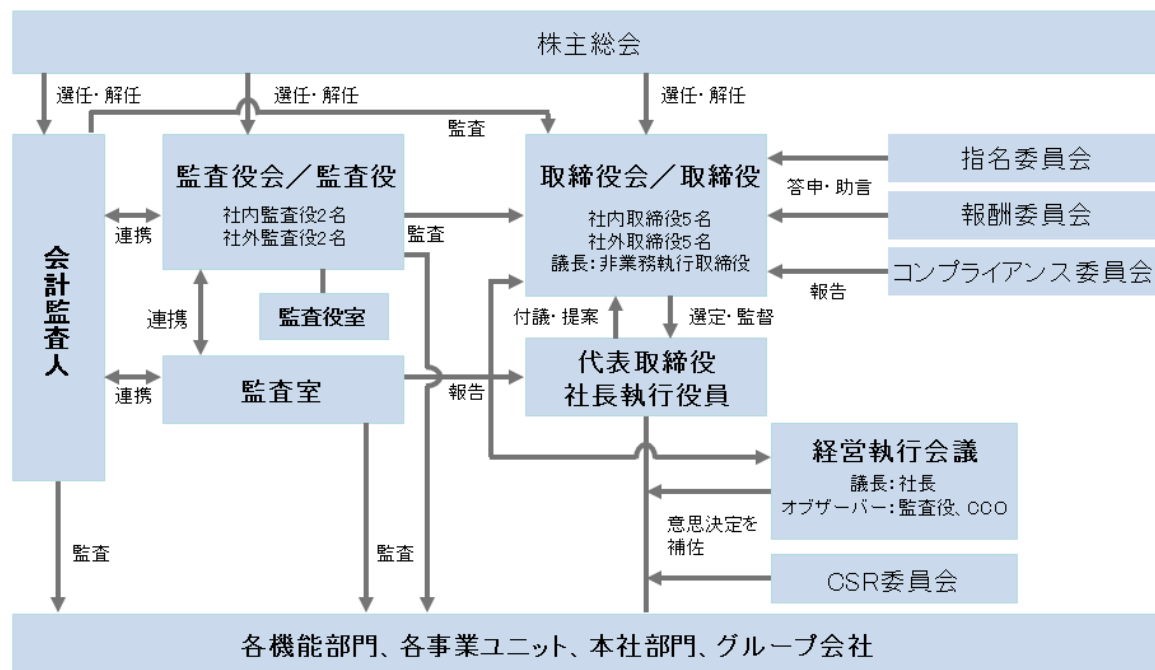 株主総会
選任・解任
選任・解任
選任・解任
監査
監査役会／監査役
社内監査役2名
社外監査役2名
取締役会／取締役
社内取締役5名
社外取締役5名
議長：非業務執行取締役
指名委員会
答申・助言
報酬委員会
コンプライアンス委員会
報告
会計監査人
連携
監査
監査役室
連携
付議・提案
選定・監督
監査室
連携
報告
代表取締役
社長執行役員
経営執行会議
議長：社長
オブザーバー：監査役、CCO
意思決定を
補佐
監査
監査
CSR委員会
各機能部門、各事業ユニット、本社部門、グループ会社